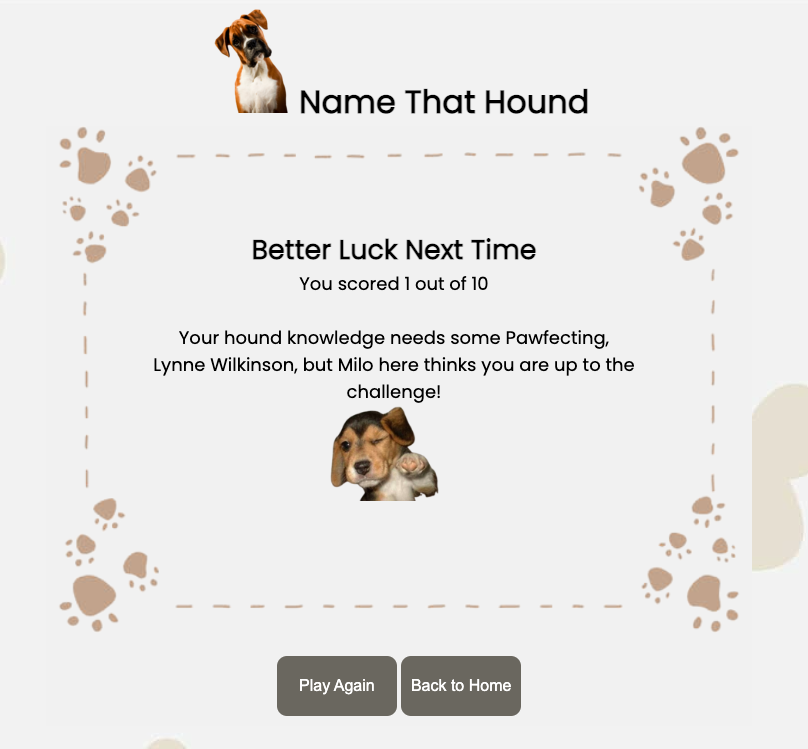 Name That Hound
Better Luck Next Time
You scored 1 out of 10
Your hound knowledge needs some Pawfecting,
Lynne Wilkinson, but Milo here thinks you are up to the
challenge!
Play Again
Back to Home